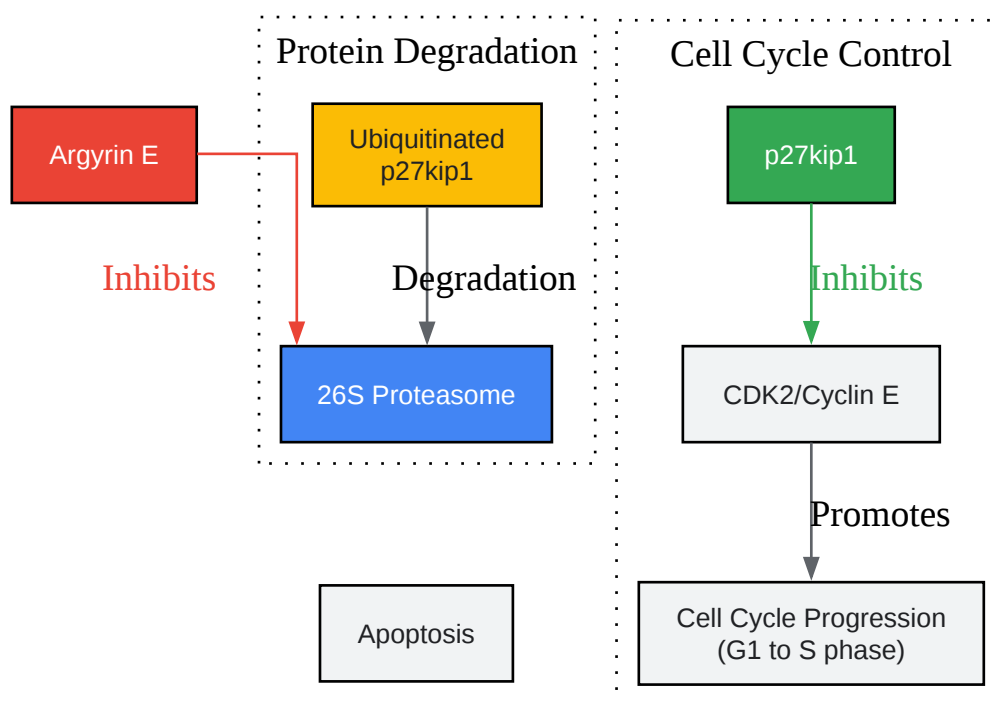 Protein Degradation
Cell Cycle Control
Argyrin E
Ubiquitinated
p27kip1
p27kip1
Inhibits
Degradation
Inhibits
26S Proteasome
CDK2/Cyclin E
Promotes
Apoptosis
Cell Cycle Progression
(G1 to S phase)